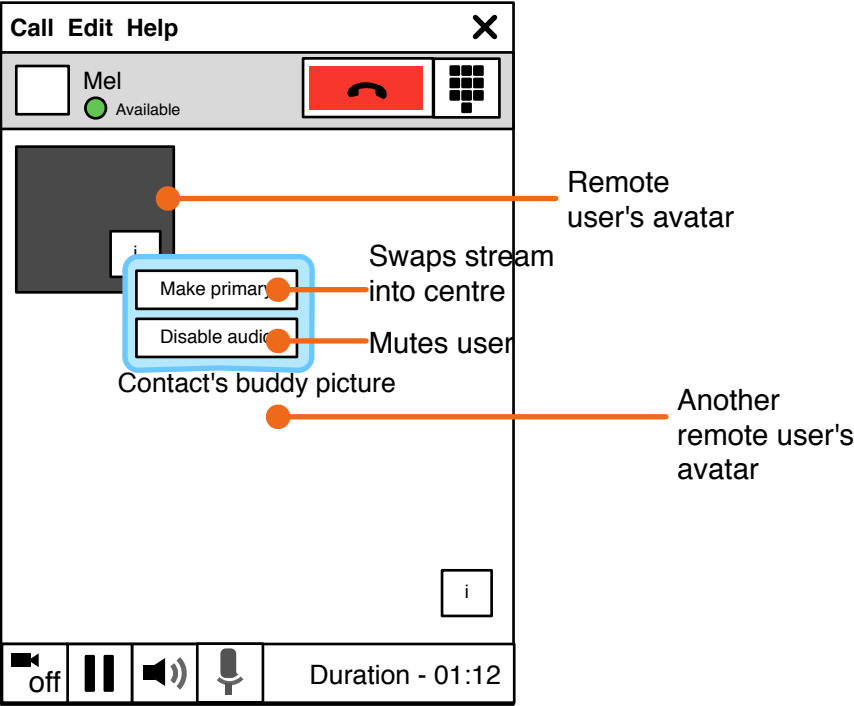 Call Edit Help
Mel
Available
Remote
user's avatar
i
Swaps stream
into centre
Make primary
Disable audio
Mutes user
Contact's buddy picture
Another
remote user's
avatar
i
off
Duration - 01:12